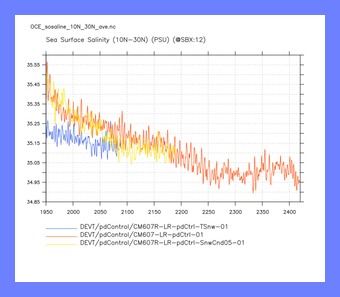 OCE_sosaline_10N_30N_ave.nc
Sea Surface Salinity (10N-30N) (PSU) (@SBX:12)
35.55
35.45
35.35
35.25
35.15
35.05
34.95
34.85
1950 2000 2050 2100 2150 2200 2250 2300 2350 2400
DEVT/pdControl/CM607R-LR-pdCtrl-TSnw-01
DEVT/pdControl/CM607-LR-pdCtrl-01
DEVT/pdControl/CM607R-LR-pdCtrl-SnwCnd05-01